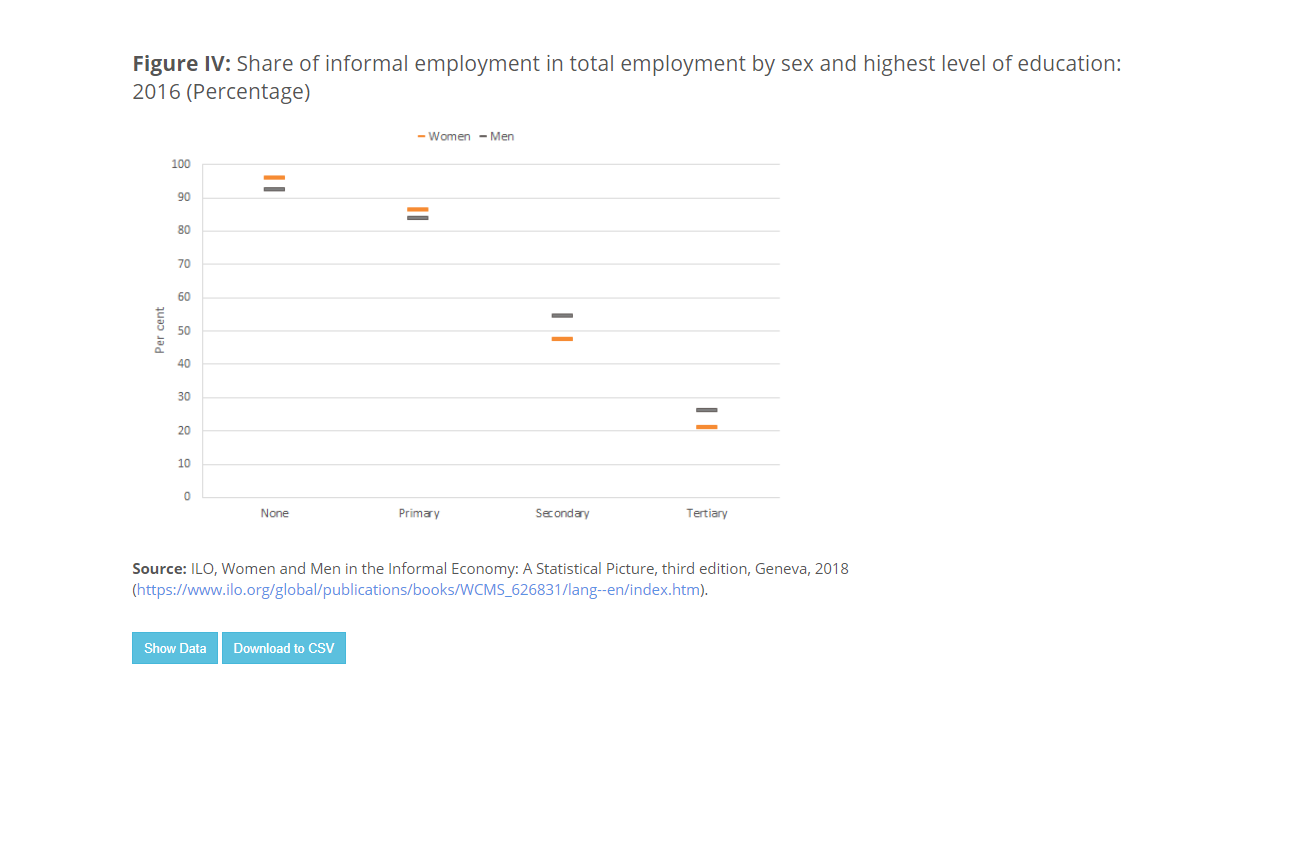 Figure IV: Share of informal employment in total employment by sex and highest level of education:
2016 (Percentage)
Women Men
100
90
80
70
60
50
40
30
20
10
0
Per cent
None Primary Secondary Tertiary
Source: ILO, Women and Men in the Informal Economy: A Statistical Picture, third edition, Geneva, 2018
(https://www.ilo.org/global/publications/books/WCMS_626831/lang--en/index.htm).
Show Data Download to CSV